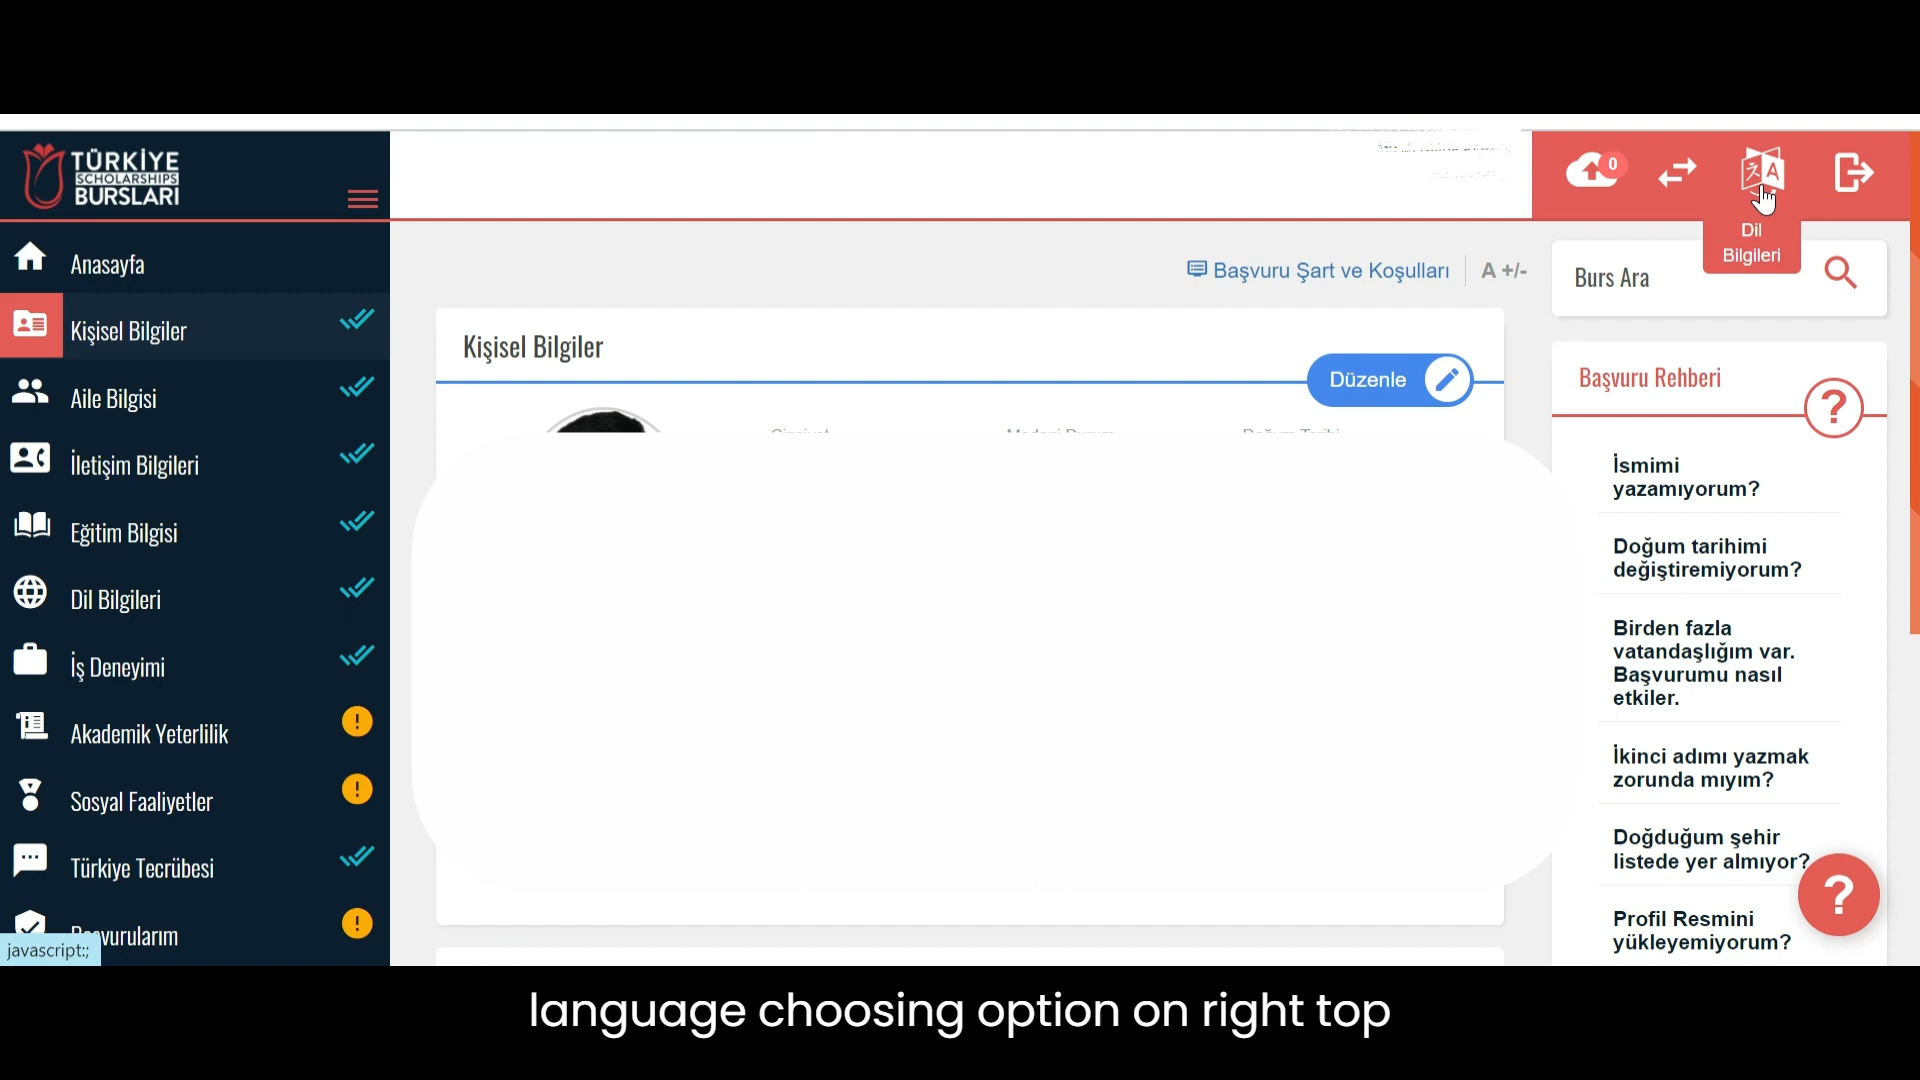 TÜRKİYE
SCHOLARSHIPS
BURSLARI
0
Dil
Bilgileri
Anasayfa
Kişisel Bilgiler
Aile Bilgisi
İletişim Bilgileri
Eğitim Bilgisi
Dil Bilgileri
İş Deneyimi
Akademik Yeterlilik
Sosyal Faaliyetler
Türkiye Tecrübesi
javascript:;
Başvuru Şart ve Koşulları
A +/-
Kişisel Bilgiler
Düzenle
Burs Ara
Başvuru Rehberi
?
İsmimi
yazamıyorum?
Doğum tarihimi
değiştiremiyorum?
Birden fazla
vatandaşlığım var.
Başvurumu nasıl
etkiler.
İkinci adımı yazmak
zorunda mıyım?
Doğduğum şehir
listede yer almıyor?
Profil Resmini
yükleyemiyorum?
?
language choosing option on right top